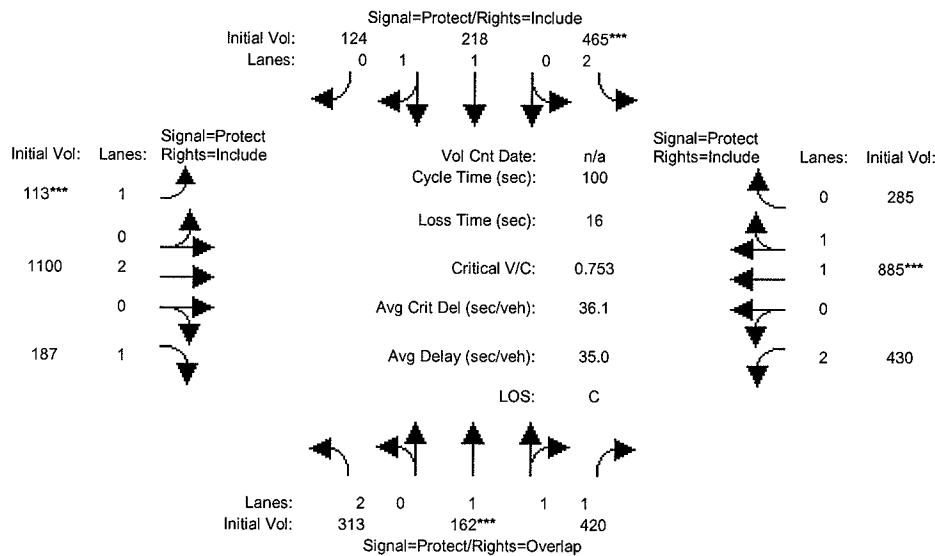 Signal=Protect/Rights=Include
Initial Vol: 124 218 465***
Lanes: 0 1 1 0 2
Signal=Protect
Rights=Include
Initial Vol: Lanes:
113*** 1
0
1100 2
0
187 1
Vol Cnt Date: n/a
Cycle Time (sec): 100
Loss Time (sec): 16
Critical V/C: 0.753
Avg Crit Del (sec/veh): 36.1
Avg Delay (sec/veh): 35.0
LOS: C
Signal=Protect
Rights=Include
Lanes: Initial Vol:
0 285
1
1 885***
0
2 430
Lanes: 2 0 1 1 1
Initial Vol: 313 162*** 420
Signal=Protect/Rights=Overlap